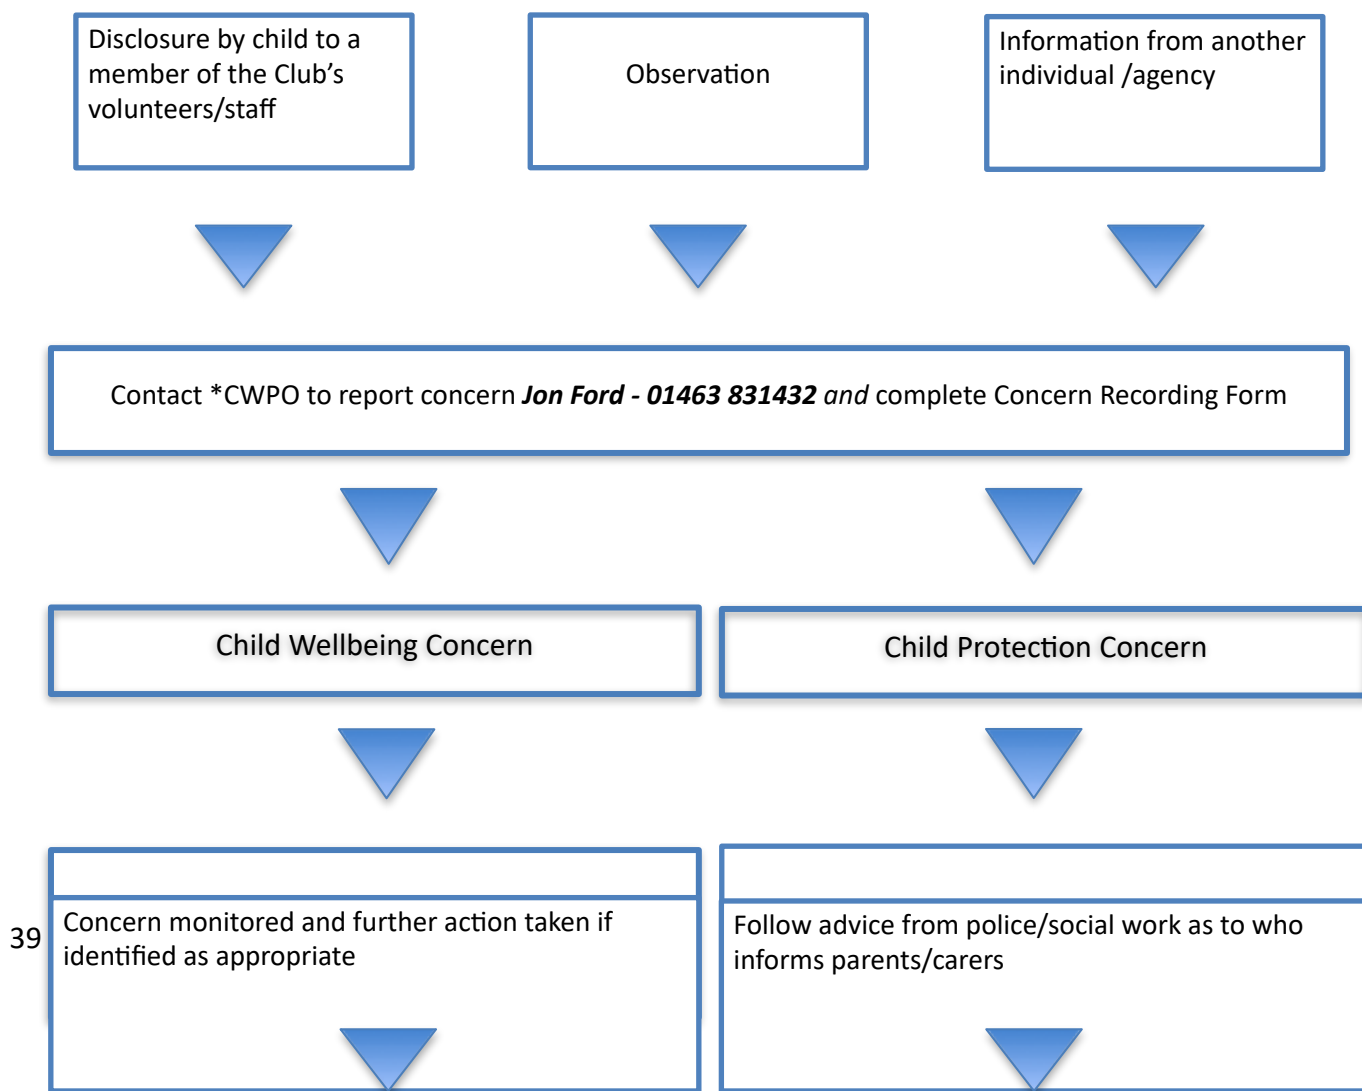 Disclosure by child to a
member of the Club's
volunteers/staff
Observation
Information from another
individual /agency
Contact *CWPO to report concern Jon Ford - 01463 831432 and complete Concern Recording Form
Child Wellbeing Concern
Child Protection Concern
39
Concern monitored and further action taken if
identified as appropriate
Follow advice from police/social work as to who
informs parents/carers